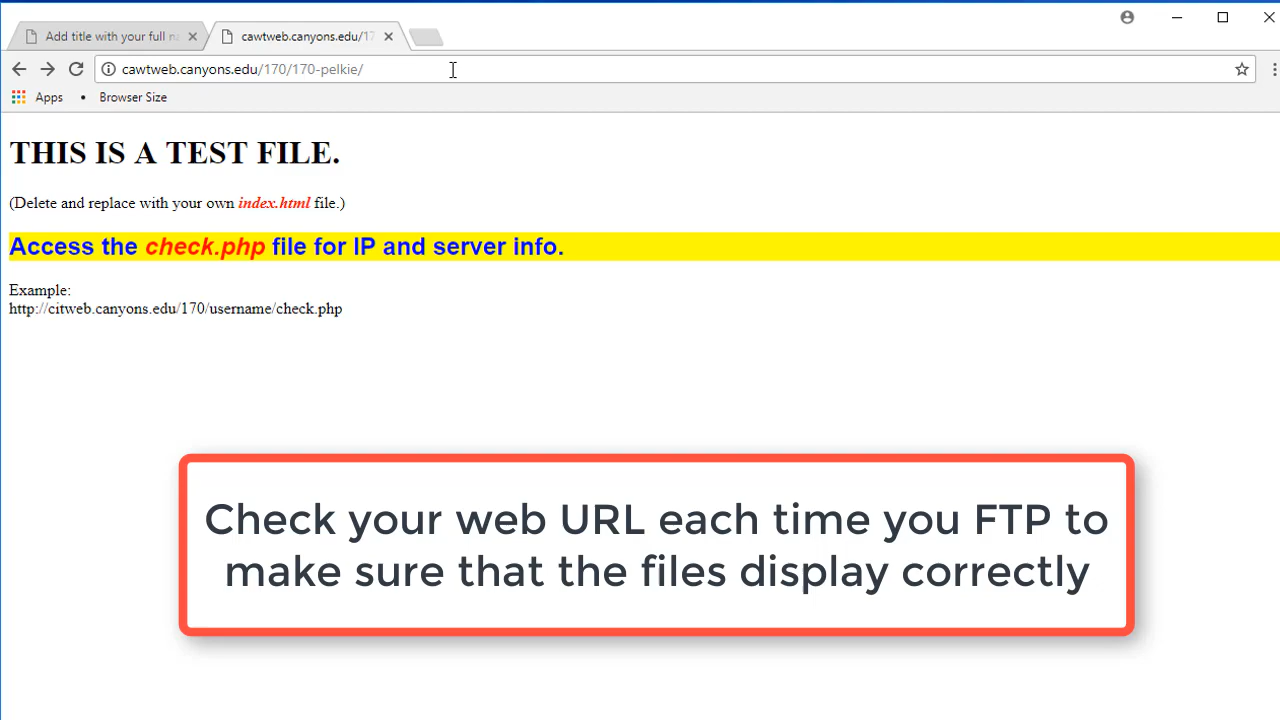 Add title with your full na
cawtweb.canyons.edu/17
cawtweb.canyons.edu/170/170-pelkie/
Apps
Browser Size
THIS IS A TEST FILE.
(Delete and replace with your own index.html file.)
Access the check.php file for IP and server info.
Example:
http://citweb.canyons.edu/170/username/check.php
Check your web URL each time you FTP to
make sure that the files display correctly